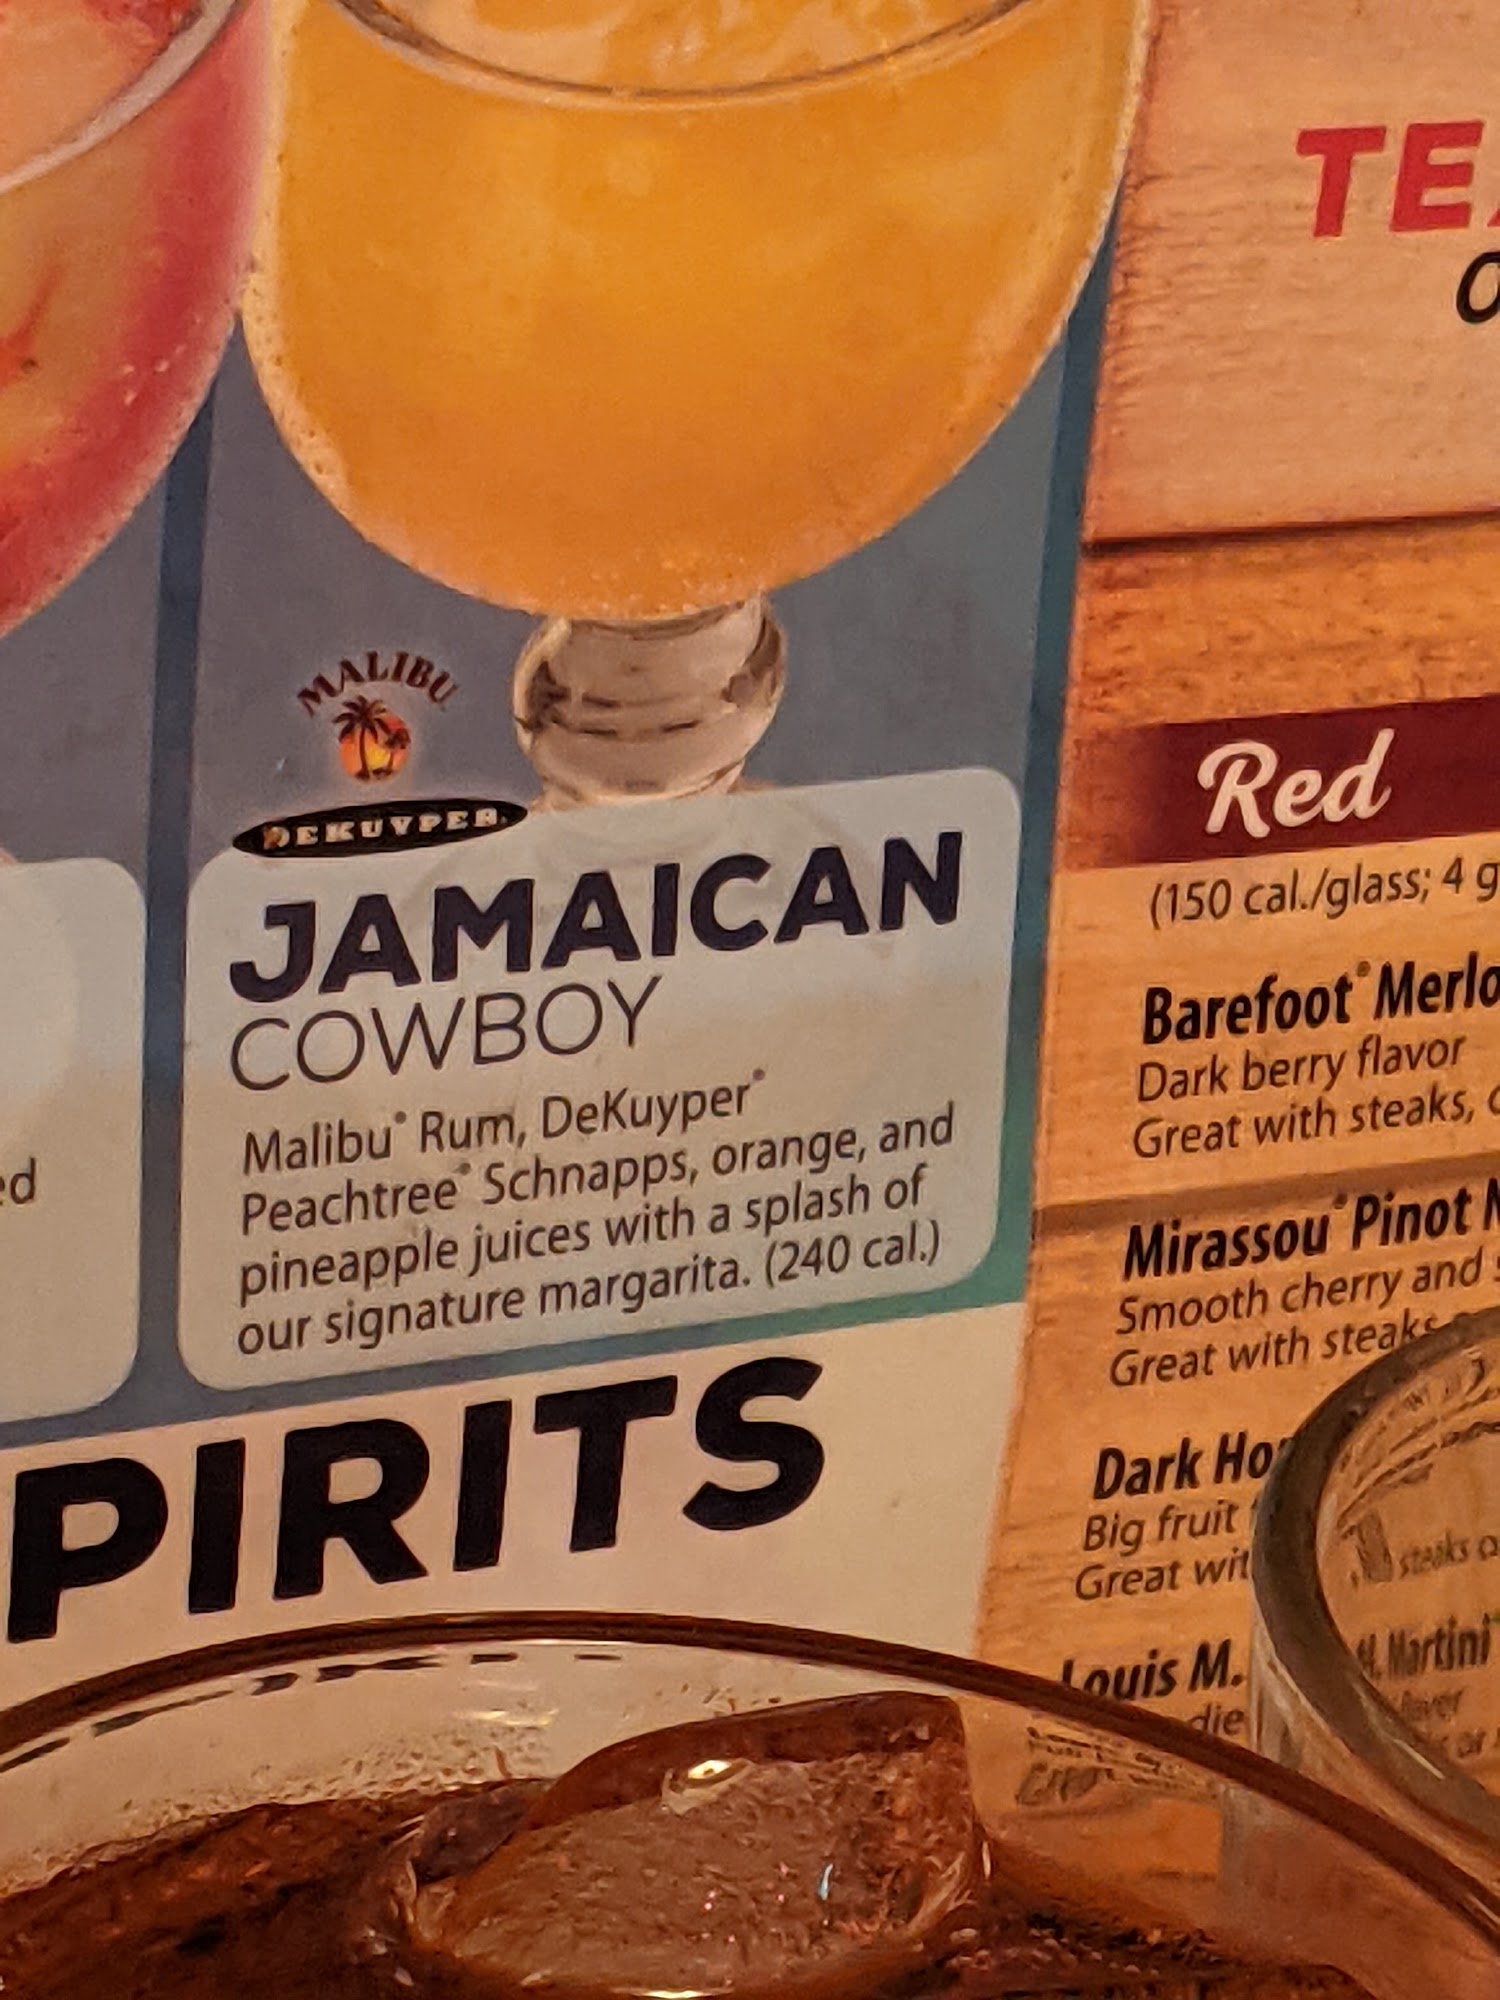 MALIBU
DEKUYPER
JAMAICAN
COWBOY
Malibu® Rum, DeKuyper®
Peachtree® Schnapps, orange, and
pineapple juices with a splash of
our signature margarita. (240 cal.)
PIRITS
ed
TE
O
Red
(150 cal./glass; 4 g
Barefoot® Merlo
Dark berry flavor
Great with steaks, c
Mirassou® Pinot N
Smooth cherry and s
Great with steaks
Dark Ho
Big fruit
Great wit
steaks o
Louis M. Martini
die